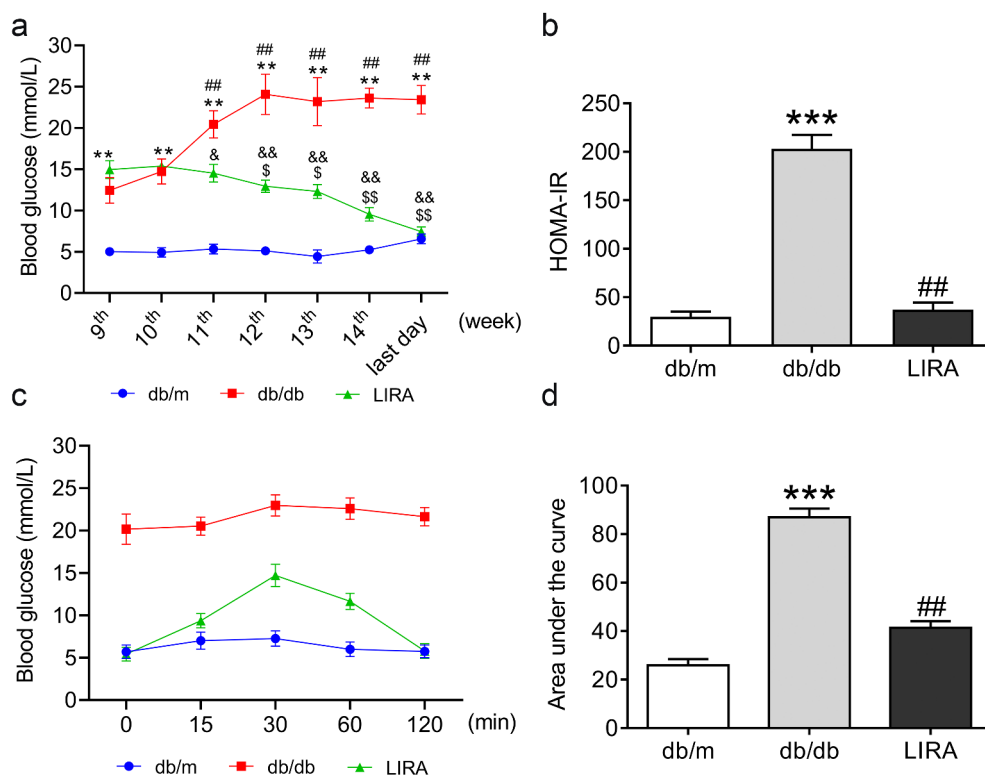 a
Blood glucose (mmol/L)
30
25
20
15
10
5
0
** ** ## ** ## ** ## ** ## ** ## **
& && $ && $ && $$ && $$
9th 10th 11th 12th 13th 14th last day (week)
db/m db/db LIRA
b
HOMA-IR
250
200
150
100
50
0
***
##
db/m db/db LIRA
c
Blood glucose (mmol/L)
30
25
20
15
10
5
0
0 15 30 60 120 (min)
db/m db/db LIRA
d
Area under the curve
100
80
60
40
20
0
***
##
db/m db/db LIRA